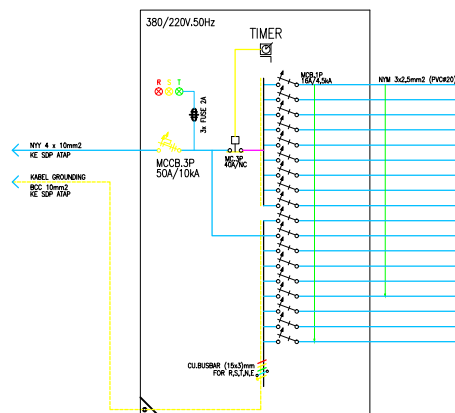 380/220V.50Hz
TIMER
R S T
MCB.1P
16A/4,5kA
NYM 3x2,5mm2 (PVC#20)
3x FUSE 2A
NYY 4 x 10mm2
KE SDP ATAP
MCCB.3P
50A/10kA
MC.3P
40A/NC
KABEL GROUNDING
BCC 10mm2
KE SDP ATAP
CU.BUSBAR (15x3)mm
FOR R,S,T,N,E